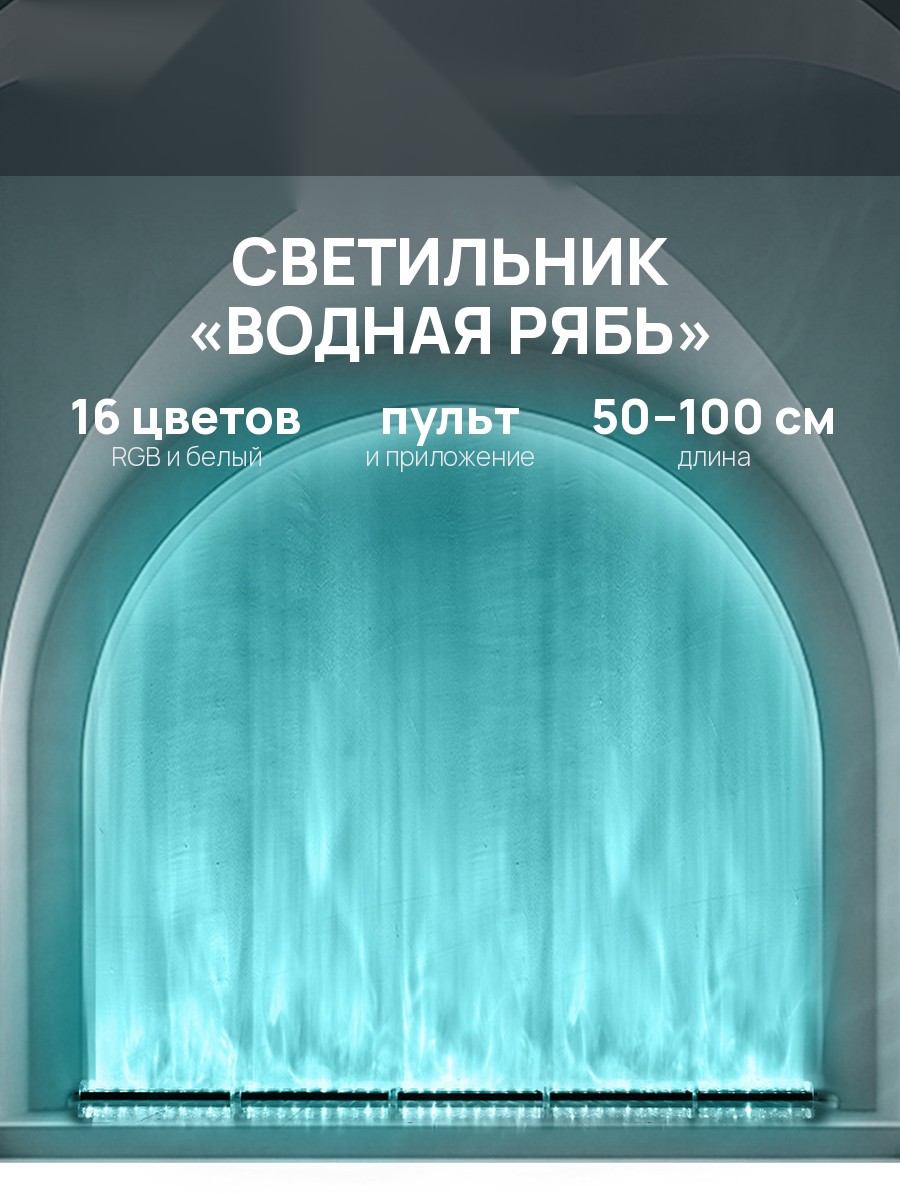 СВЕТИЛЬНИК
«ВОДНАЯ РЯБЬ»
16 цветов пульт 50–100 см
RGB и белый и приложение длина